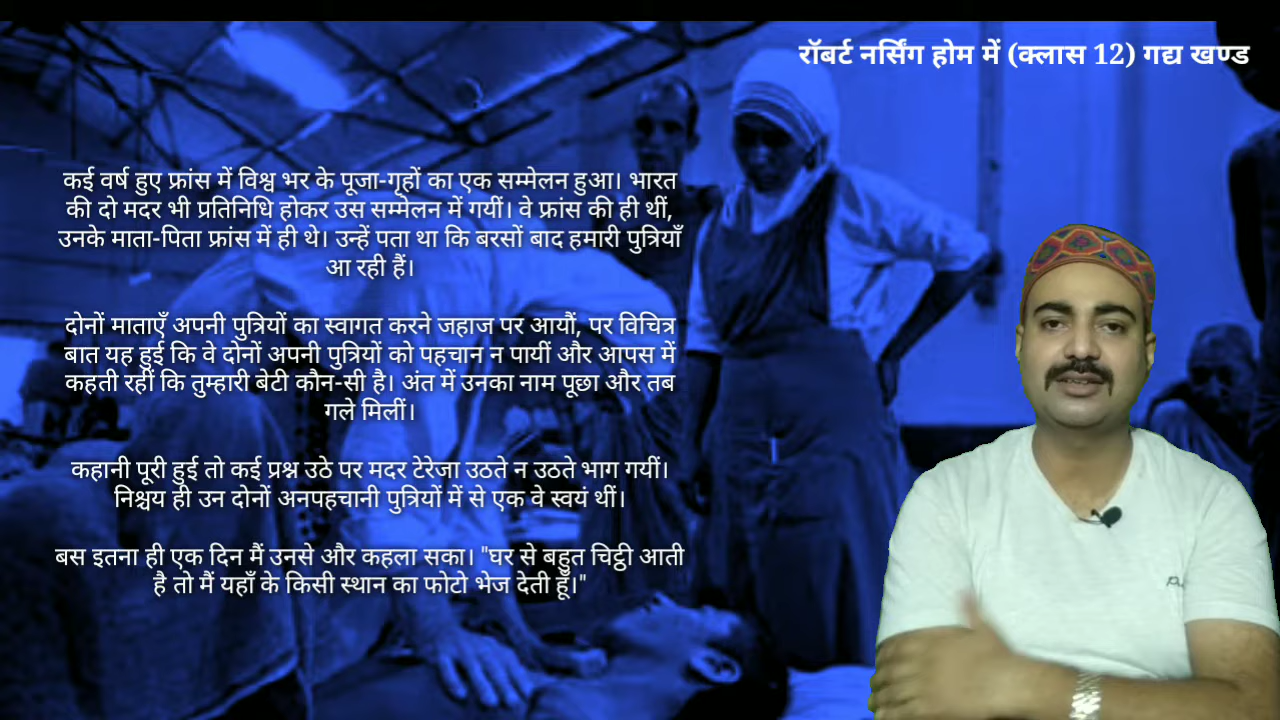 रॉबर्ट नर्सिंग होम में (क्लास 12) गद्य खण्ड
कई वर्ष हुए फ्रांस में विश्व भर के पूजा-गृहों का एक सम्मेलन हुआ। भारत
की दो मदर भी प्रतिनिधि होकर उस सम्मेलन में गयीं। वे फ्रांस की ही थीं,
उनके माता-पिता फ्रांस में ही थे। उन्हें पता था कि बरसों बाद हमारी पुत्रियाँ
आ रही हैं।
दोनों माताएँ अपनी पुत्रियों का स्वागत करने जहाज पर आयौं, पर विचित्र
बात यह हुई कि वे दोनों अपनी पुत्रियों को पहचान न पायीं और आपस में
कहती रहीं कि तुम्हारी बेटी कौन-सी है। अंत में उनका नाम पूछा और तब
गले मिलीं।
कहानी पूरी हुई तो कई प्रश्न उठे पर मदर टेरेजा उठते न उठते भाग गयीं।
निश्चय ही उन दोनों अनपहचानी पुत्रियों में से एक वे स्वयं थीं।
बस इतना ही एक दिन मैं उनसे और कहला सका। "घर से बहुत चिट्ठी आती
है तो मैं यहाँ के किसी स्थान का फोटो भेज देती हूँ।"